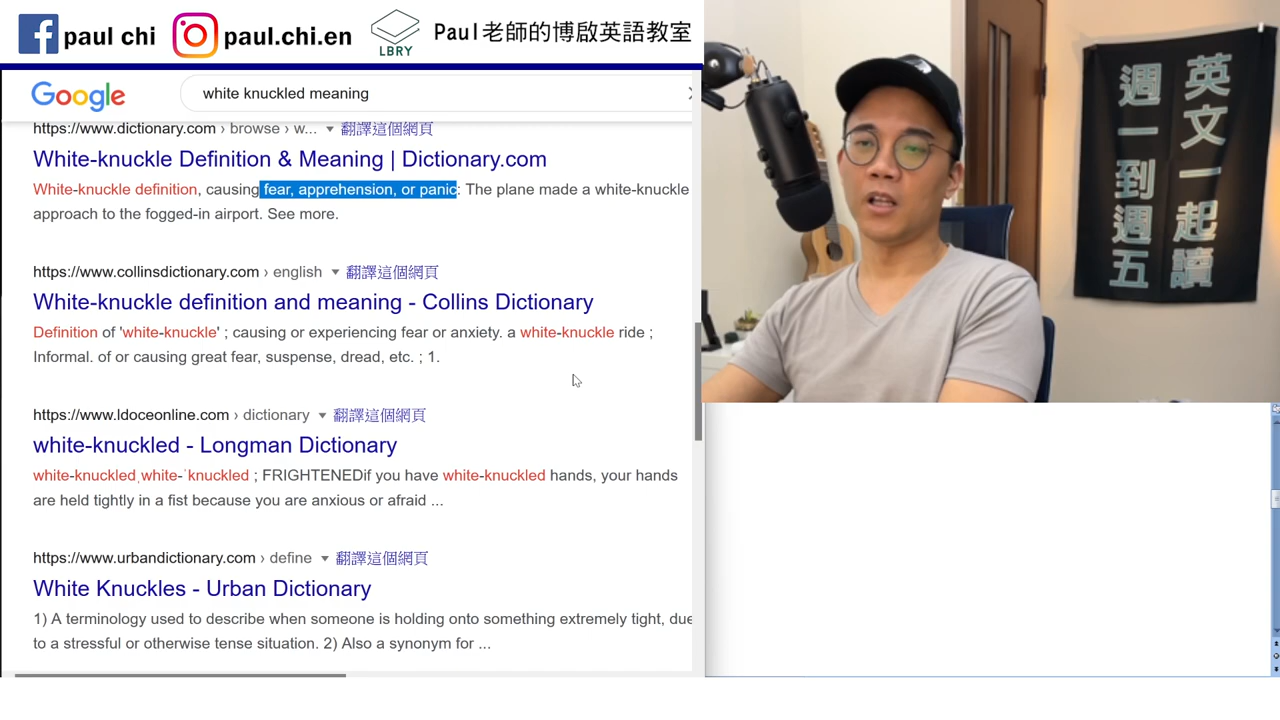 paul chi
paul.chi.en
LBRY
Paul老師的博啟英語教室
Google
white knuckled meaning
https://www.dictionary.com › browse › w... 翻譯這個網頁
White-knuckle Definition & Meaning | Dictionary.com
White-knuckle definition, causing fear, apprehension, or panic: The plane made a white-knuckle
approach to the fogged-in airport. See more.
https://www.collinsdictionary.com › english 翻譯這個網頁
White-knuckle definition and meaning - Collins Dictionary
Definition of 'white-knuckle' ; causing or experiencing fear or anxiety. a white-knuckle ride ;
Informal. of or causing great fear, suspense, dread, etc. ; 1.
https://www.ldoceonline.com › dictionary 翻譯這個網頁
white-knuckled - Longman Dictionary
white-knuckled ˌwhite-ˈknuckled ; FRIGHTENEDif you have white-knuckled hands, your hands
are held tightly in a fist because you are anxious or afraid ...
https://www.urbandictionary.com › define 翻譯這個網頁
White Knuckles - Urban Dictionary
1) A terminology used to describe when someone is holding onto something extremely tight, due
to a stressful or otherwise tense situation. 2) Also a synonym for ...
英文一起讀
週一到週五